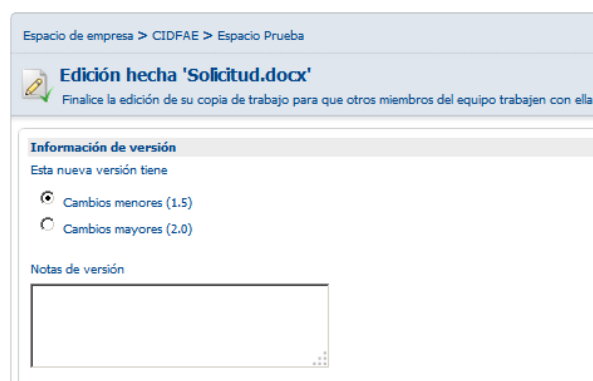 Espacio de empresa > CIDFAE > Espacio Prueba
Edición hecha 'Solicitud.docx'
Finalice la edición de su copia de trabajo para que otros miembros del equipo trabajen con ella
Información de versión
Esta nueva versión tiene
Cambios menores (1.5)
Cambios mayores (2.0)
Notas de versión